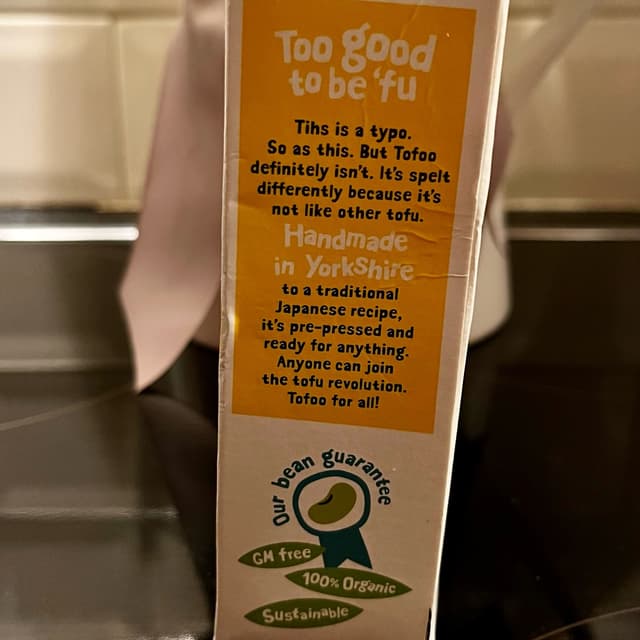 Too good
to be 'fu
Tihs is a typo.
So as this. But Tofoo
definitely isn't. It's spelt
differently because it's
not like other tofu.
Handmade
in Yorkshire
to a traditional
Japanese recipe,
it's pre-pressed and
ready for anything.
Anyone can join
the tofu revolution.
Tofoo for all!
Our bean guarantee
GM free
100% Organic
Sustainable